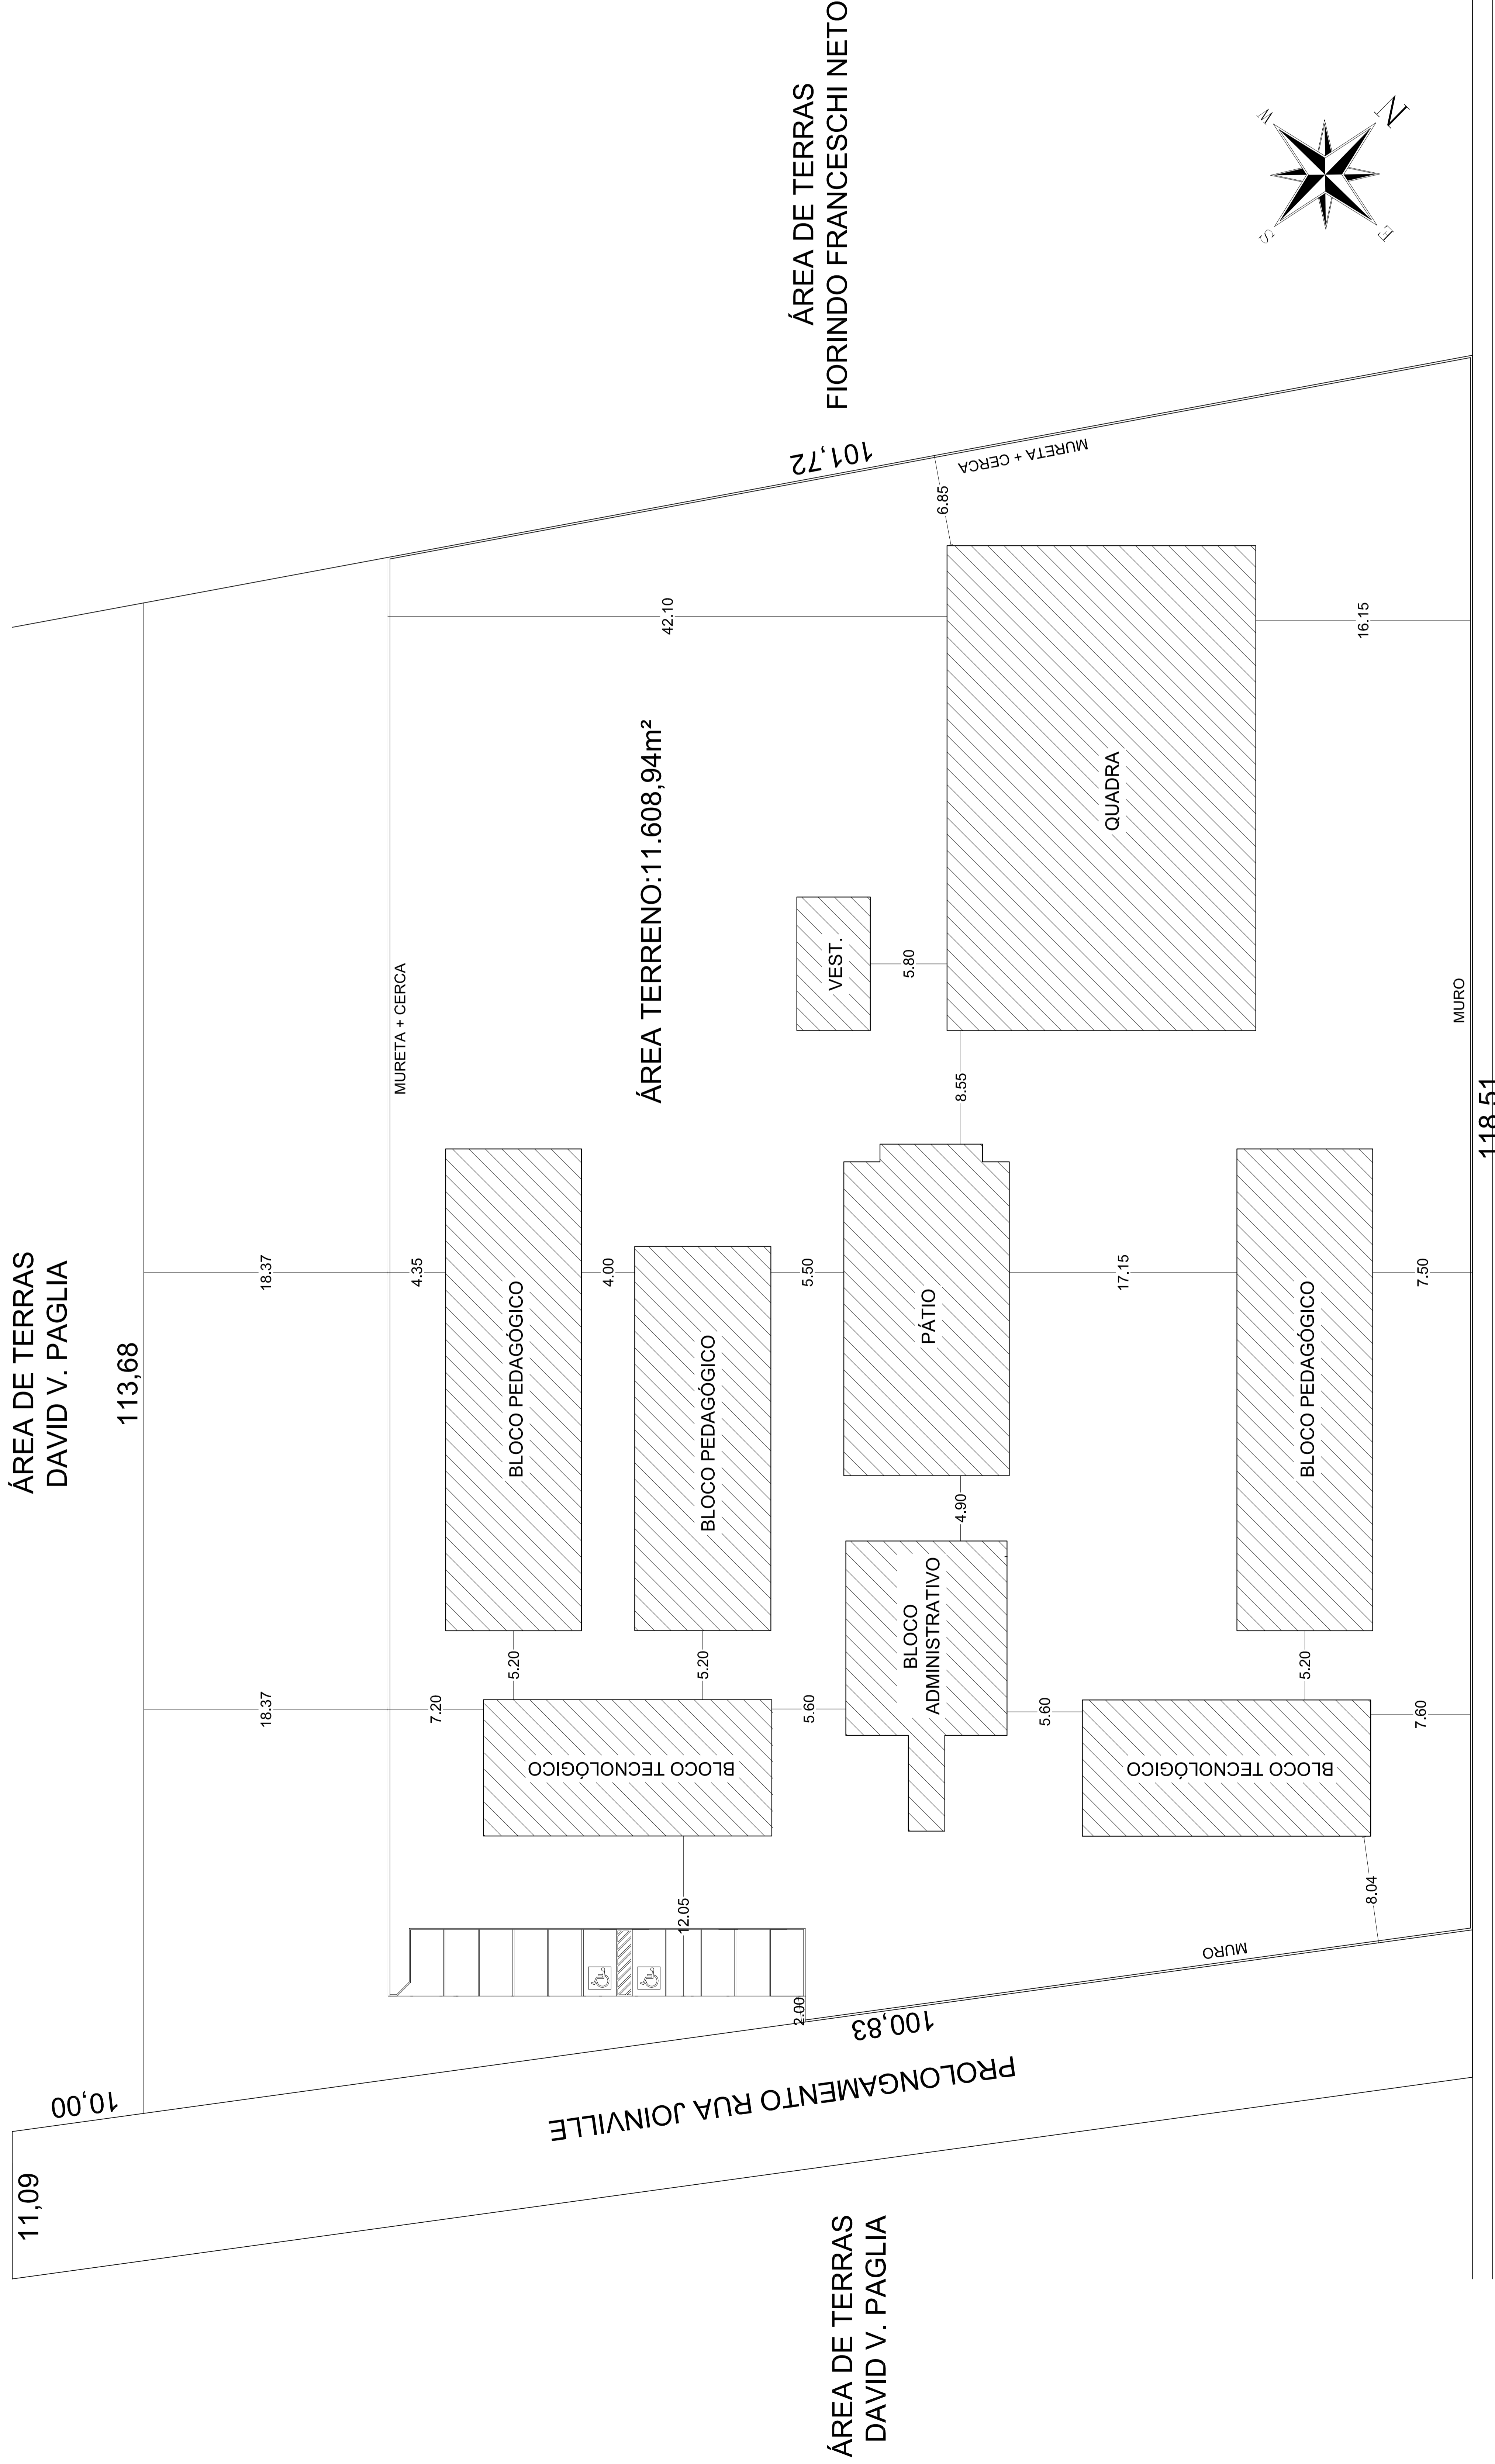 ÁREA DE TERRAS
DAVID V. PAGLIA
113,68
10,00
11,09
18.37
18.37
MURETA + CERCA
4.35
7.20
BLOCO PEDAGÓGICO
4.00
BLOCO PEDAGÓGICO
5.20
5.20
BLOCO TECNOLÓGICO
12.05
2.00
ÁREA TERRENO:11.608,94m²
42.10
5.50
5.60
VEST.
5.80
PÁTIO
8.55
4.90
BLOCO
ADMINISTRATIVO
QUADRA
6.85
16.15
17.15
5.60
BLOCO PEDAGÓGICO
5.20
BLOCO TECNOLÓGICO
7.50
7.60
8.04
MURO
MURO
118,51
100,83
PROLONGAMENTO RUA JOINVILLE
ÁREA DE TERRAS
DAVID V. PAGLIA
101,72
MURETA + CERCA
ÁREA DE TERRAS
FIORINDO FRANCESCHI NETO
N
E
S
W